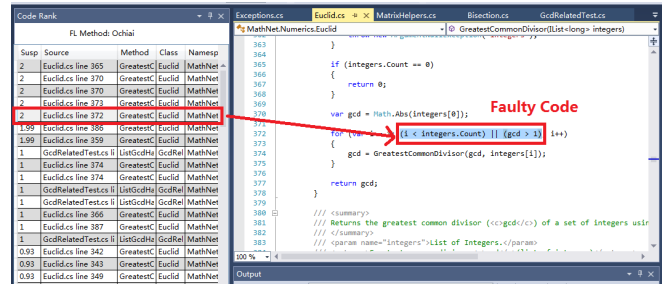 Code Rank
FL Method: Ochiai
Susp Source Method Class Namesp
2 Euclid.cs line 365 GreatestC Euclid MathNet
2 Euclid.cs line 370 GreatestC Euclid MathNet
2 Euclid.cs line 370 GreatestC Euclid MathNet
2 Euclid.cs line 373 GreatestC Euclid MathNet
2 Euclid.cs line 372 GreatestC Euclid MathNet
1.99 Euclid.cs line 386 GreatestC Euclid MathNet
1.99 Euclid.cs line 359 GreatestC Euclid MathNet
1 GcdRelatedTest.cs li ListGcdHa GcdRel MathNet
1 Euclid.cs line 374 GreatestC Euclid MathNet
1 Euclid.cs line 374 GreatestC Euclid MathNet
1 GcdRelatedTest.cs li ListGcdHa GcdRel MathNet
1 GcdRelatedTest.cs li ListGcdHa GcdRel MathNet
1 Euclid.cs line 366 GreatestC Euclid MathNet
1 Euclid.cs line 387 GreatestC Euclid MathNet
1 GcdRelatedTest.cs li ListGcdHa GcdRel MathNet
0.93 Euclid.cs line 342 GreatestC Euclid MathNet
0.93 Euclid.cs line 343 GreatestC Euclid MathNet
0.93 Euclid.cs line 349 GreatestC Euclid MathNet
Exceptions.cs Euclid.cs MatrixHelpers.cs Bisection.cs GcdRelatedTest.cs
MathNet.Numerics.Euclid GreatestCommonDivisor(IList<long> integers)
363 }
364
365 if (integers.Count == 0)
366 {
367 return 0;
368 }
369
370 var gcd = Math.Abs(integers[0]);
Faulty Code
371
372 for (var (i < integers.Count) || (gcd > 1) i++)
373 {
374 gcd = GreatestCommonDivisor(gcd, integers[i]);
375 }
376
377 return gcd;
378 }
379
380 /// <summary>
381 /// Returns the greatest common divisor (<c>gcd</c>) of a set of integers usin
382 /// </summary>
383 /// <param name="integers">List of Integers.</param>
100 %
Output